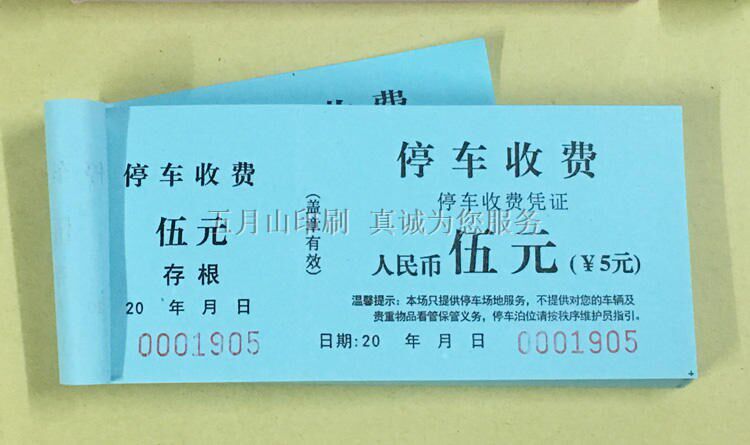 费
停车收费
伍元
存根
20 年 月 日
0001905
(盖章有效)
停车收费
停车收费凭证
人民币 伍元 (¥5元)
温馨提示：本场只提供停车场地服务，不提供对您的车辆及
贵重物品看管保管义务，停车泊位请按秩序维护员指引。
日期:20 年 月 日
0001905
五月山印刷 真诚为您服务